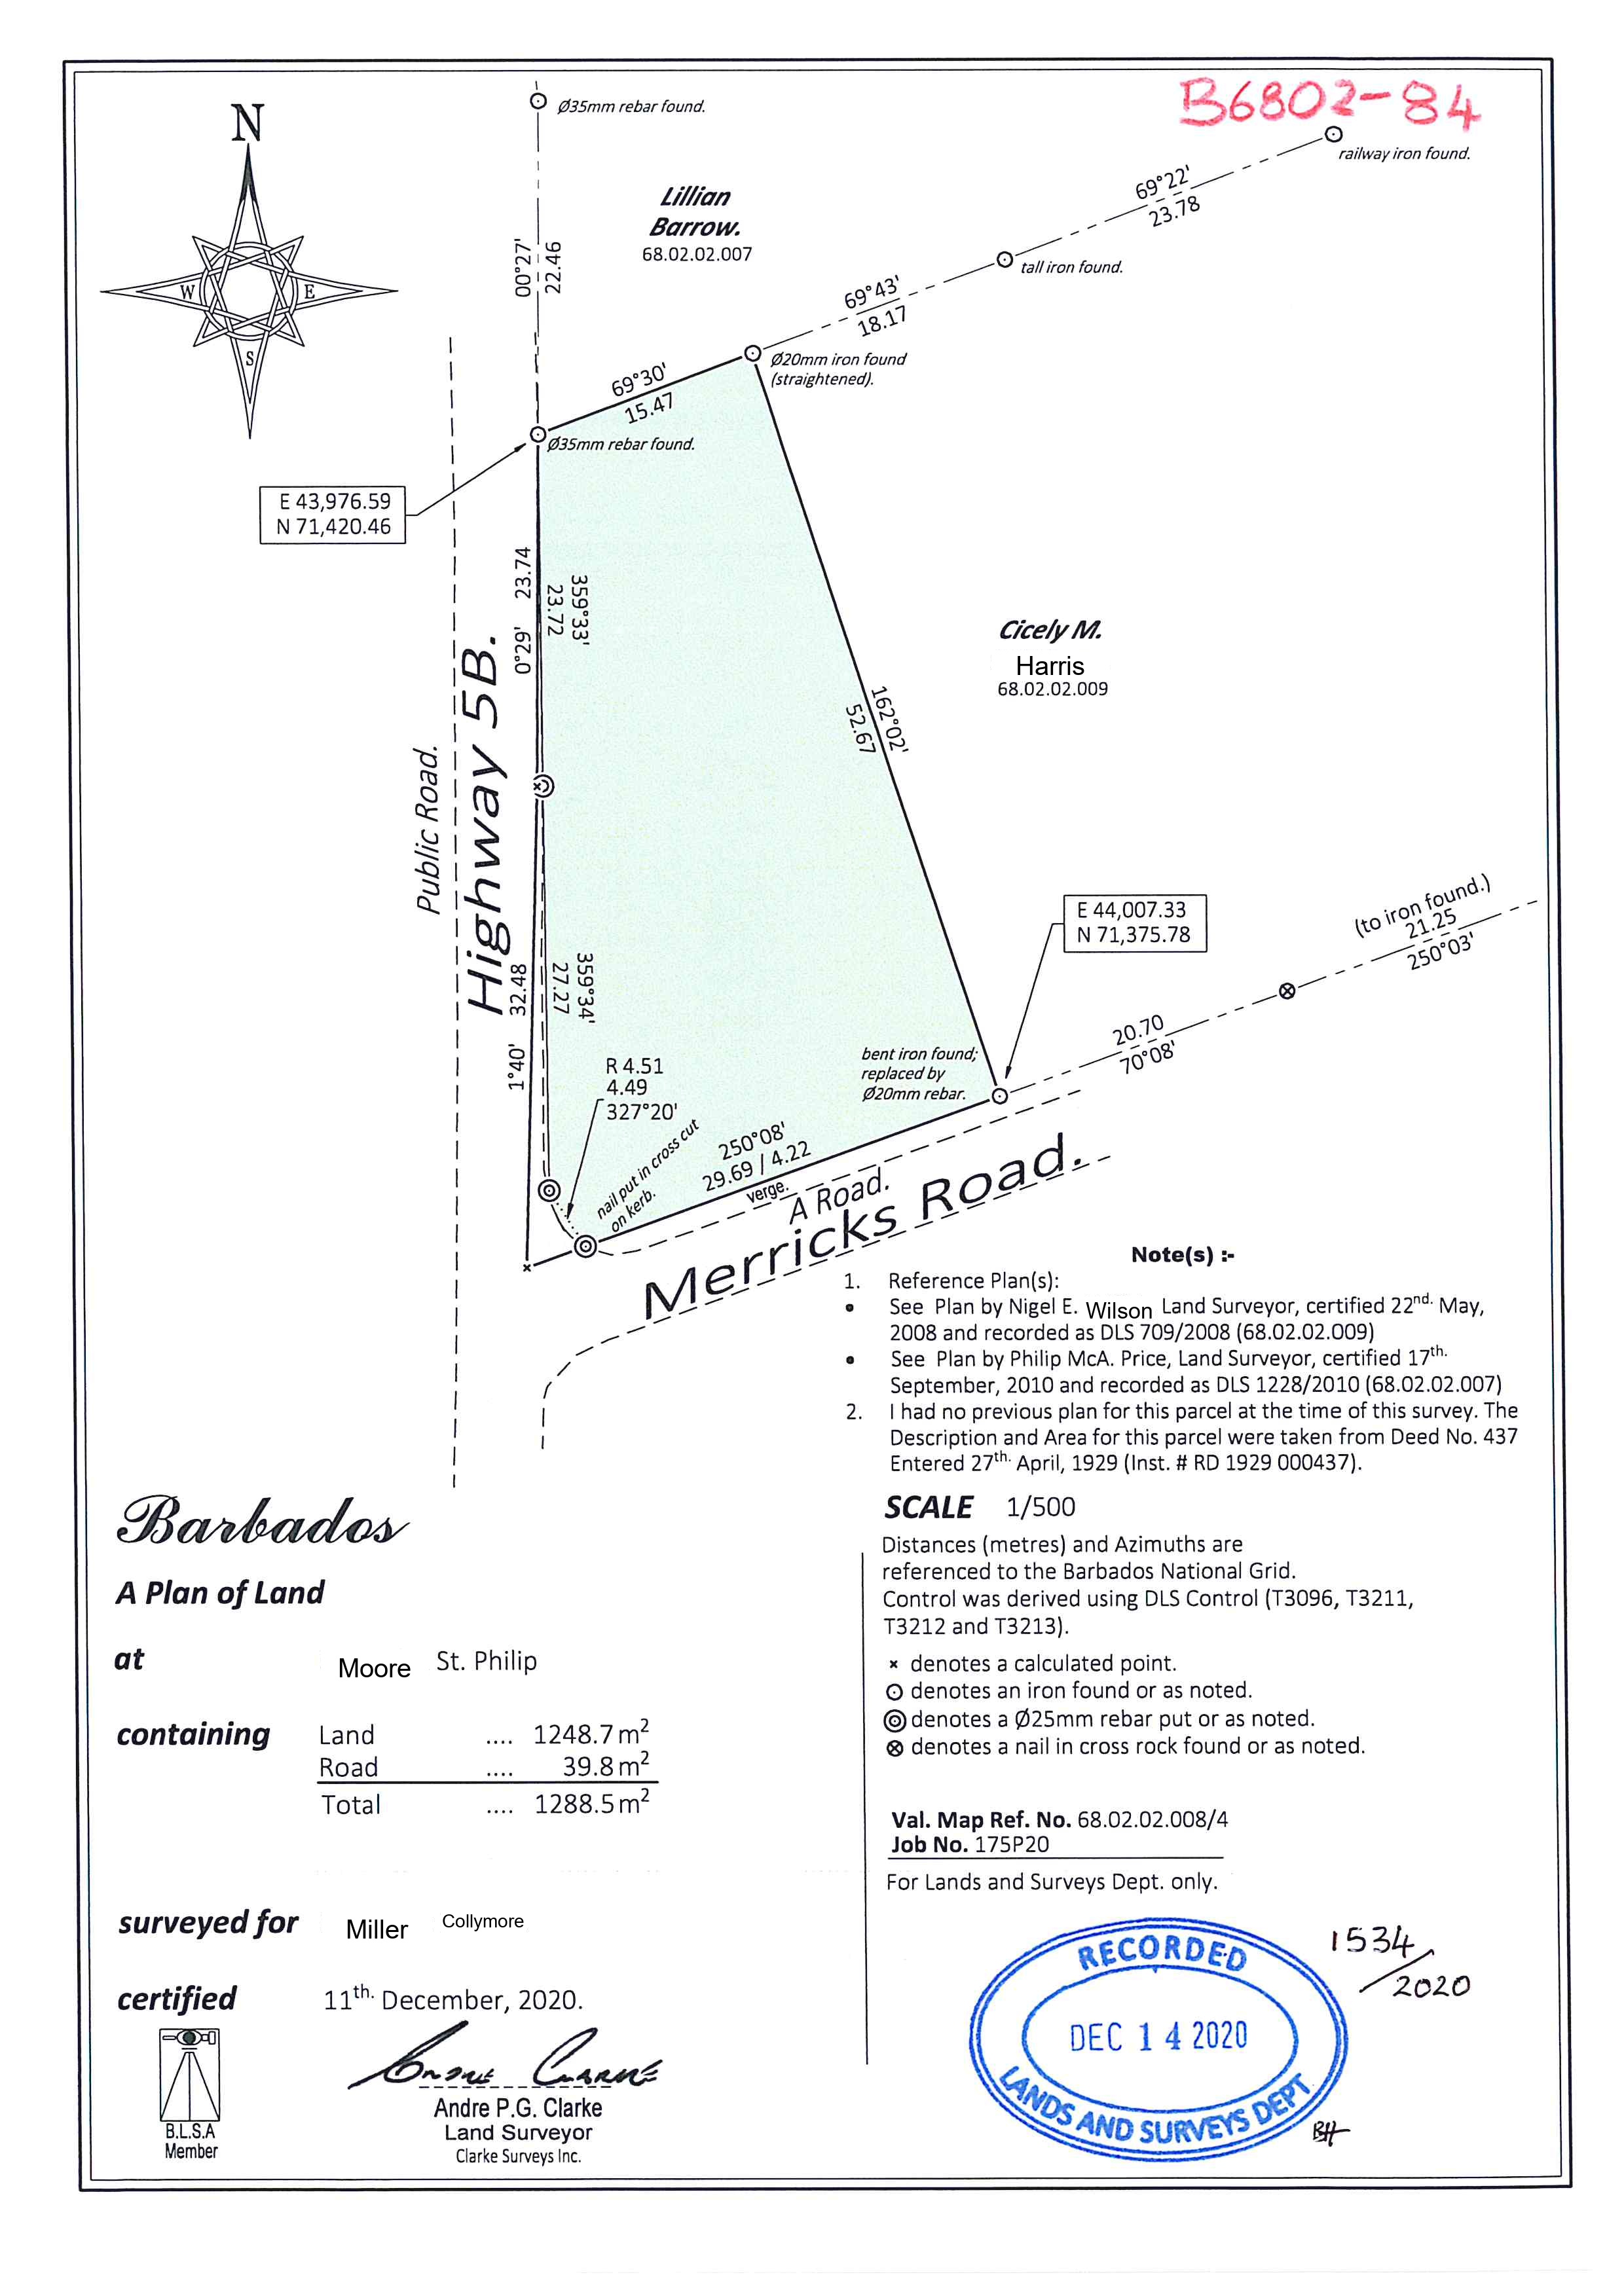 B6802-84
N
W
E
S
Ø35mm rebar found.
railway iron found.
Lillian
Barrow.
68.02.02.007
69°22'
23.78
tall iron found.
00°27'
22.46
69°43'
18.17
Ø20mm iron found
(straightened).
69°30'
15.47
Ø35mm rebar found.
E 43,976.59
N 71,420.46
0°29' 23.74
359°33'
23.72
Cicely M.
Harris
68.02.02.009
162°02'
52.67
Public Road.
Highway 5B.
E 44,007.33
N 71,375.78
(to iron found.)
21.25
250°03'
1°40' 32.48
359°34'
27.27
20.70
70°08'
bent iron found;
replaced by
Ø20mm rebar.
R 4.51
4.49
327°20'
nail put in cross cut
on kerb.
250°08'
29.69 / 4.22
verge.
A Road.
Merricks Road.
Note(s) :-
1. Reference Plan(s):
• See Plan by Nigel E. Wilson Land Surveyor, certified 22nd. May,
2008 and recorded as DLS 709/2008 (68.02.02.009)
• See Plan by Philip McA. Price, Land Surveyor, certified 17th.
September, 2010 and recorded as DLS 1228/2010 (68.02.02.007)
2. I had no previous plan for this parcel at the time of this survey. The
Description and Area for this parcel were taken from Deed No. 437
Entered 27th. April, 1929 (Inst. # RD 1929 000437).
SCALE 1/500
Distances (metres) and Azimuths are
referenced to the Barbados National Grid.
Control was derived using DLS Control (T3096, T3211,
T3212 and T3213).
× denotes a calculated point.
⊙ denotes an iron found or as noted.
◎ denotes a Ø25mm rebar put or as noted.
⊗ denotes a nail in cross rock found or as noted.
Val. Map Ref. No. 68.02.02.008/4
Job No. 175P20
For Lands and Surveys Dept. only.
Barbados
A Plan of Land
at Moore St. Philip
containing Land .... 1248.7 m²
Road .... 39.8 m²
Total .... 1288.5 m²
surveyed for Miller Collymore
certified 11th. December, 2020.
Andre Clarke
Andre P.G. Clarke
Land Surveyor
Clarke Surveys Inc.
B.L.S.A
Member
RECORDED
DEC 14 2020
LANDS AND SURVEYS DEPT
1534/2020
BH